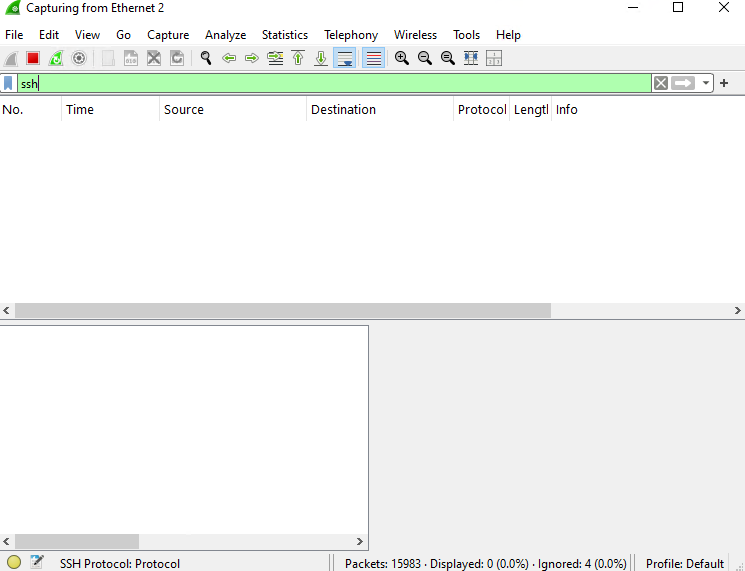 Capturing from Ethernet 2
File Edit View Go Capture Analyze Statistics Telephony Wireless Tools Help
ssh
No. Time Source Destination Protocol Lengtl Info
SSH Protocol: Protocol Packets: 15983 · Displayed: 0 (0.0%) · Ignored: 4 (0.0%) Profile: Default